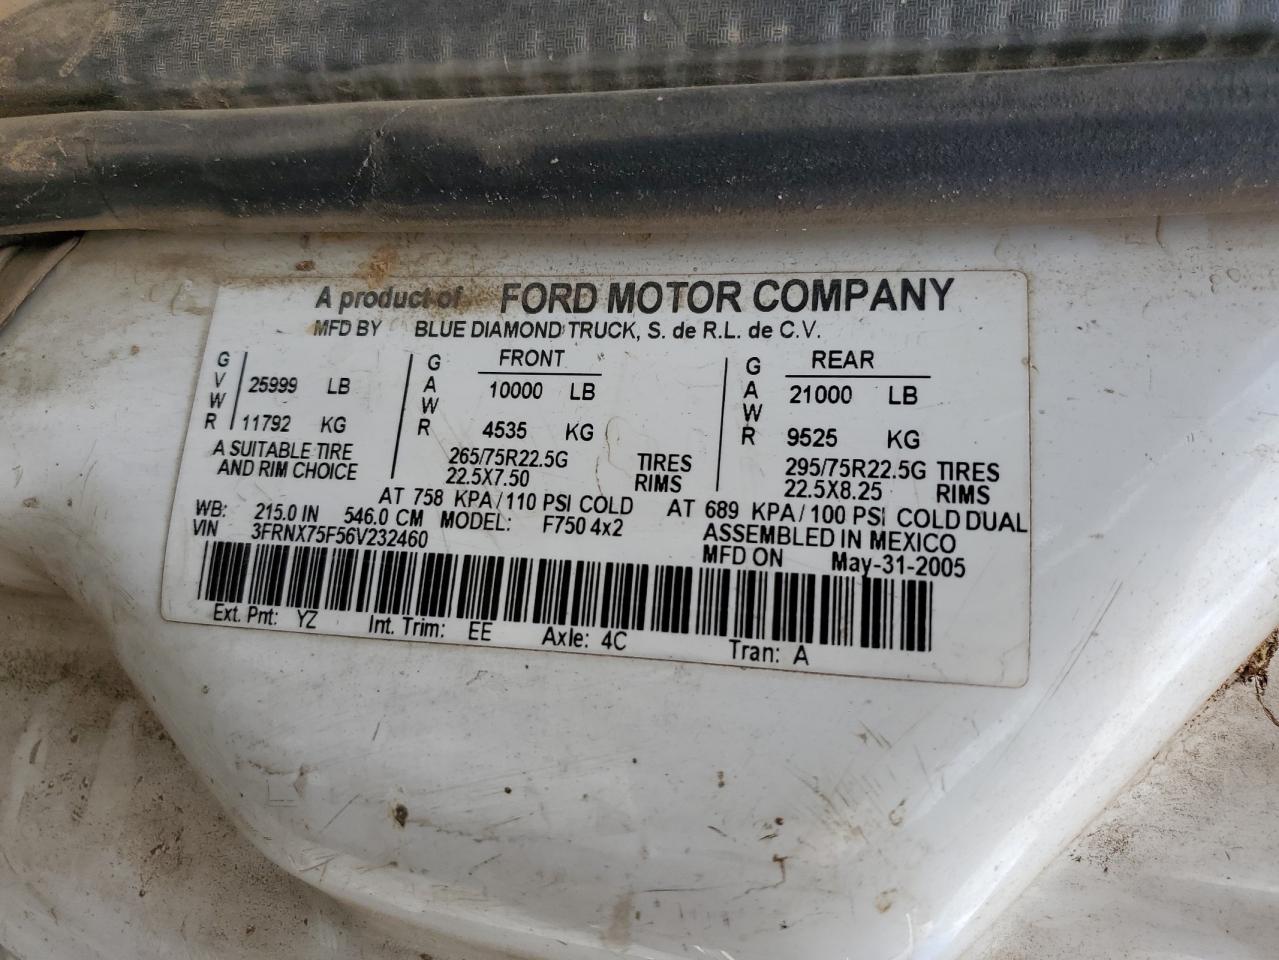 A product of FORD MOTOR COMPANY
MFD BY BLUE DIAMOND TRUCK, S. de R.L. de C.V.
GVWR 25999 LB
11792 KG
A SUITABLE TIRE
AND RIM CHOICE
GAWR FRONT
10000 LB
4535 KG
265/75R22.5G TIRES
22.5X7.50 RIMS
AT 758 KPA/110 PSI COLD
GAWR REAR
21000 LB
9525 KG
295/75R22.5G TIRES
22.5X8.25 RIMS
AT 689 KPA/100 PSI COLD DUAL
WB: 215.0 IN 546.0 CM MODEL: F750 4x2
ASSEMBLED IN MEXICO
VIN 3FRNX75F56V232460
MFD ON May-31-2005
Ext. Pnt: YZ Int. Trim: EE Axle: 4C Tran: A